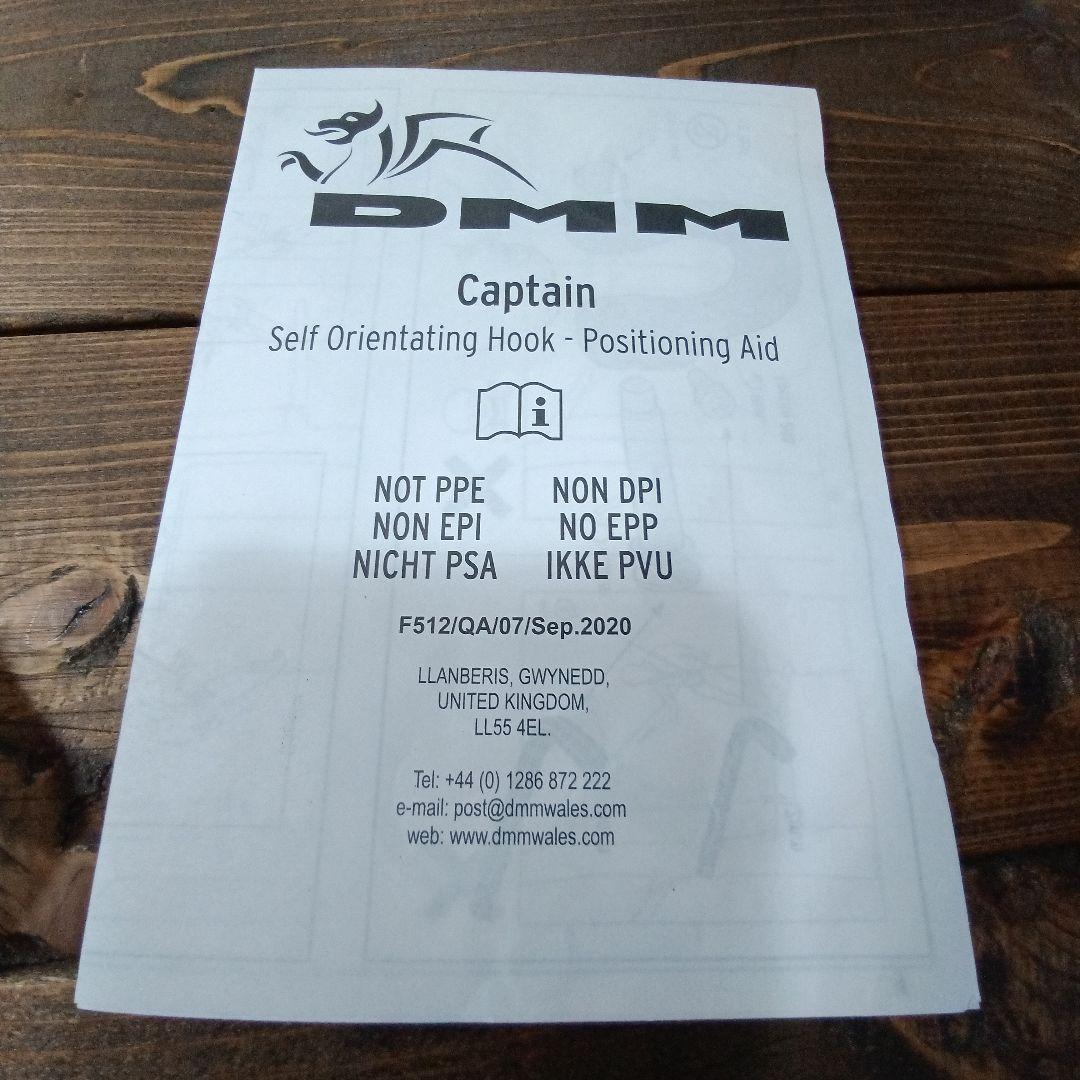 DMM
Captain
Self Orientating Hook - Positioning Aid
NOT PPE NON DPI
NON EPI NO EPP
NICHT PSA IKKE PVU
F512/QA/07/Sep.2020
LLANBERIS, GWYNEDD,
UNITED KINGDOM,
LL55 4EL.
Tel: +44 (0) 1286 872 222
e-mail: post@dmmwales.com
web: www.dmmwales.com